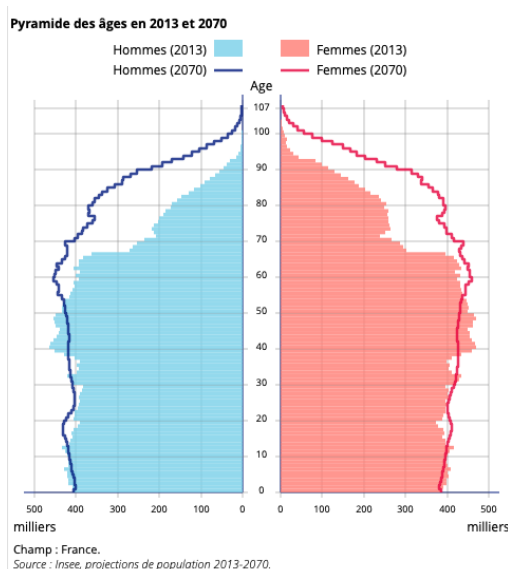 Pyramide des âges en 2013 et 2070
Hommes (2013) Femmes (2013)
Hommes (2070) Femmes (2070)
Age
107
100
90
80
70
60
50
40
30
20
10
0
500 400 300 200 100 0 0 100 200 300 400 500
milliers milliers
Champ : France.
Source : Insee, projections de population 2013-2070.